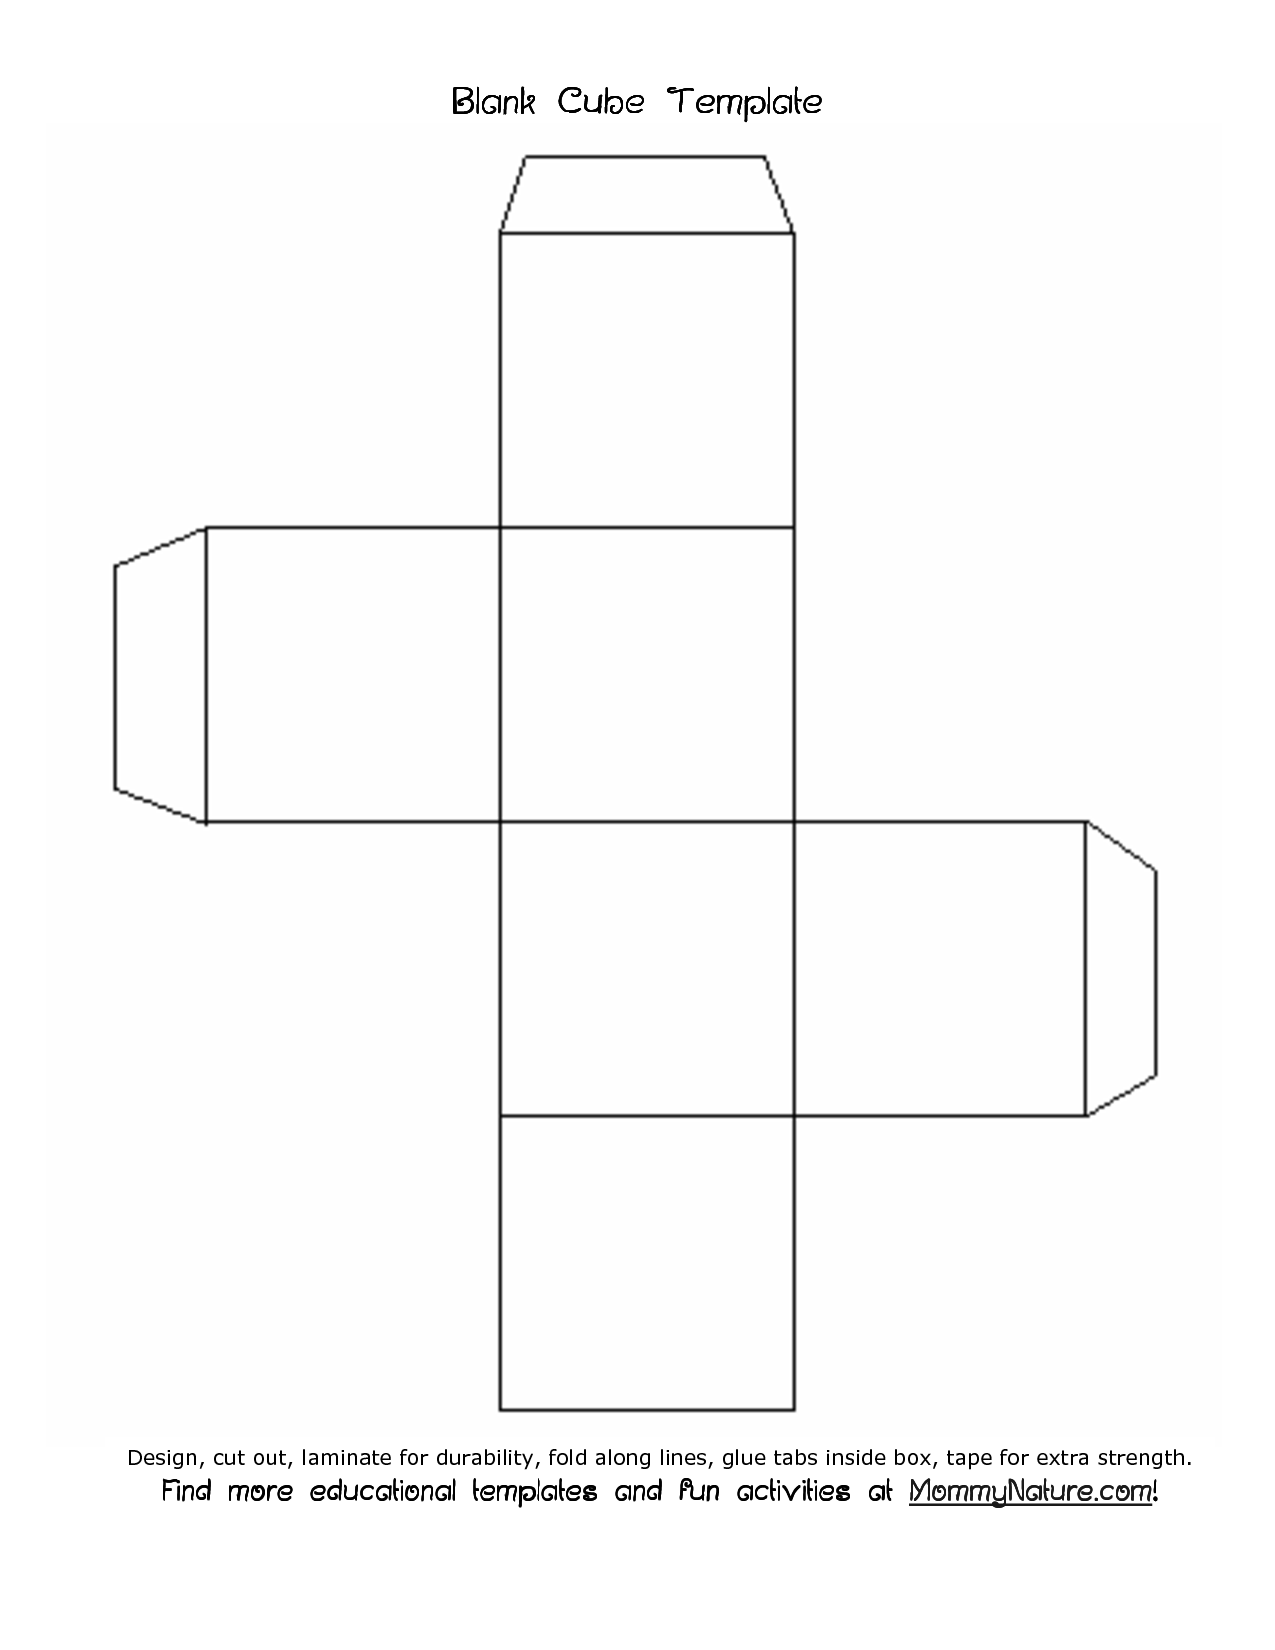 Blank Cube Template
Design, cut out, laminate for durability, fold along lines, glue tabs inside box, tape for extra strength.
Find more educational templates and fun activities at MommyNature.com!